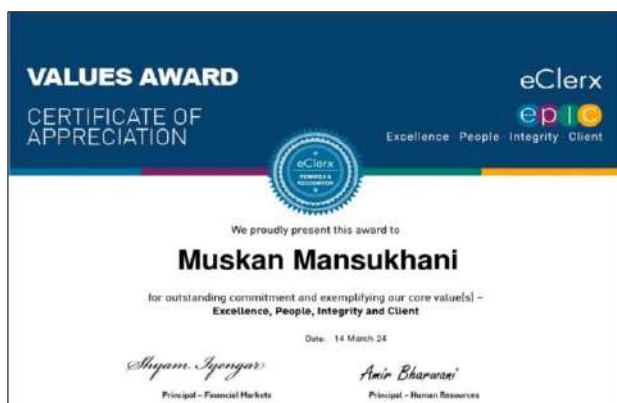 VALUES AWARD
CERTIFICATE OF
APPRECIATION
eClerx
epic
Excellence People Integrity Client
eClerx
REWARDS &
RECOGNITION
We proudly present this award to
Muskan Mansukhani
for outstanding commitment and exemplifying our core value[s] –
Excellence, People, Integrity and Client
Date: 14 March 24
Shyam Iyengar
Amir Bharwani
Principal – Financial Markets
Principal – Human Resources